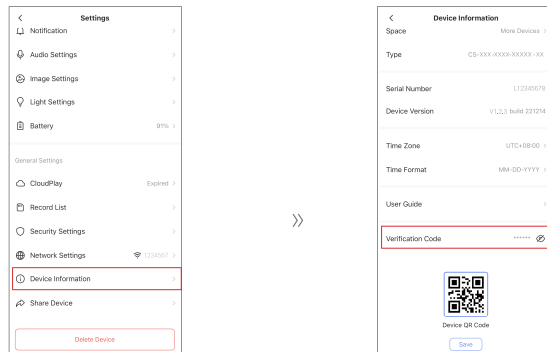 Settings
Notification
Audio Settings
Image Settings
Light Settings
Battery 91%
General Settings
CloudPlay Expired
Record List
Security Settings
Network Settings 1234567
Device Information
Share Device
Delete Device
Device Information
Space More Devices
Type CS-XXX-XXXX-XXXXX-XX
Serial Number L12345678
Device Version V1,2,3 build 221214
Time Zone UTC+08:00
Time Format MM-DD-YYYY
User Guide
Verification Code ******
Device QR Code
Save